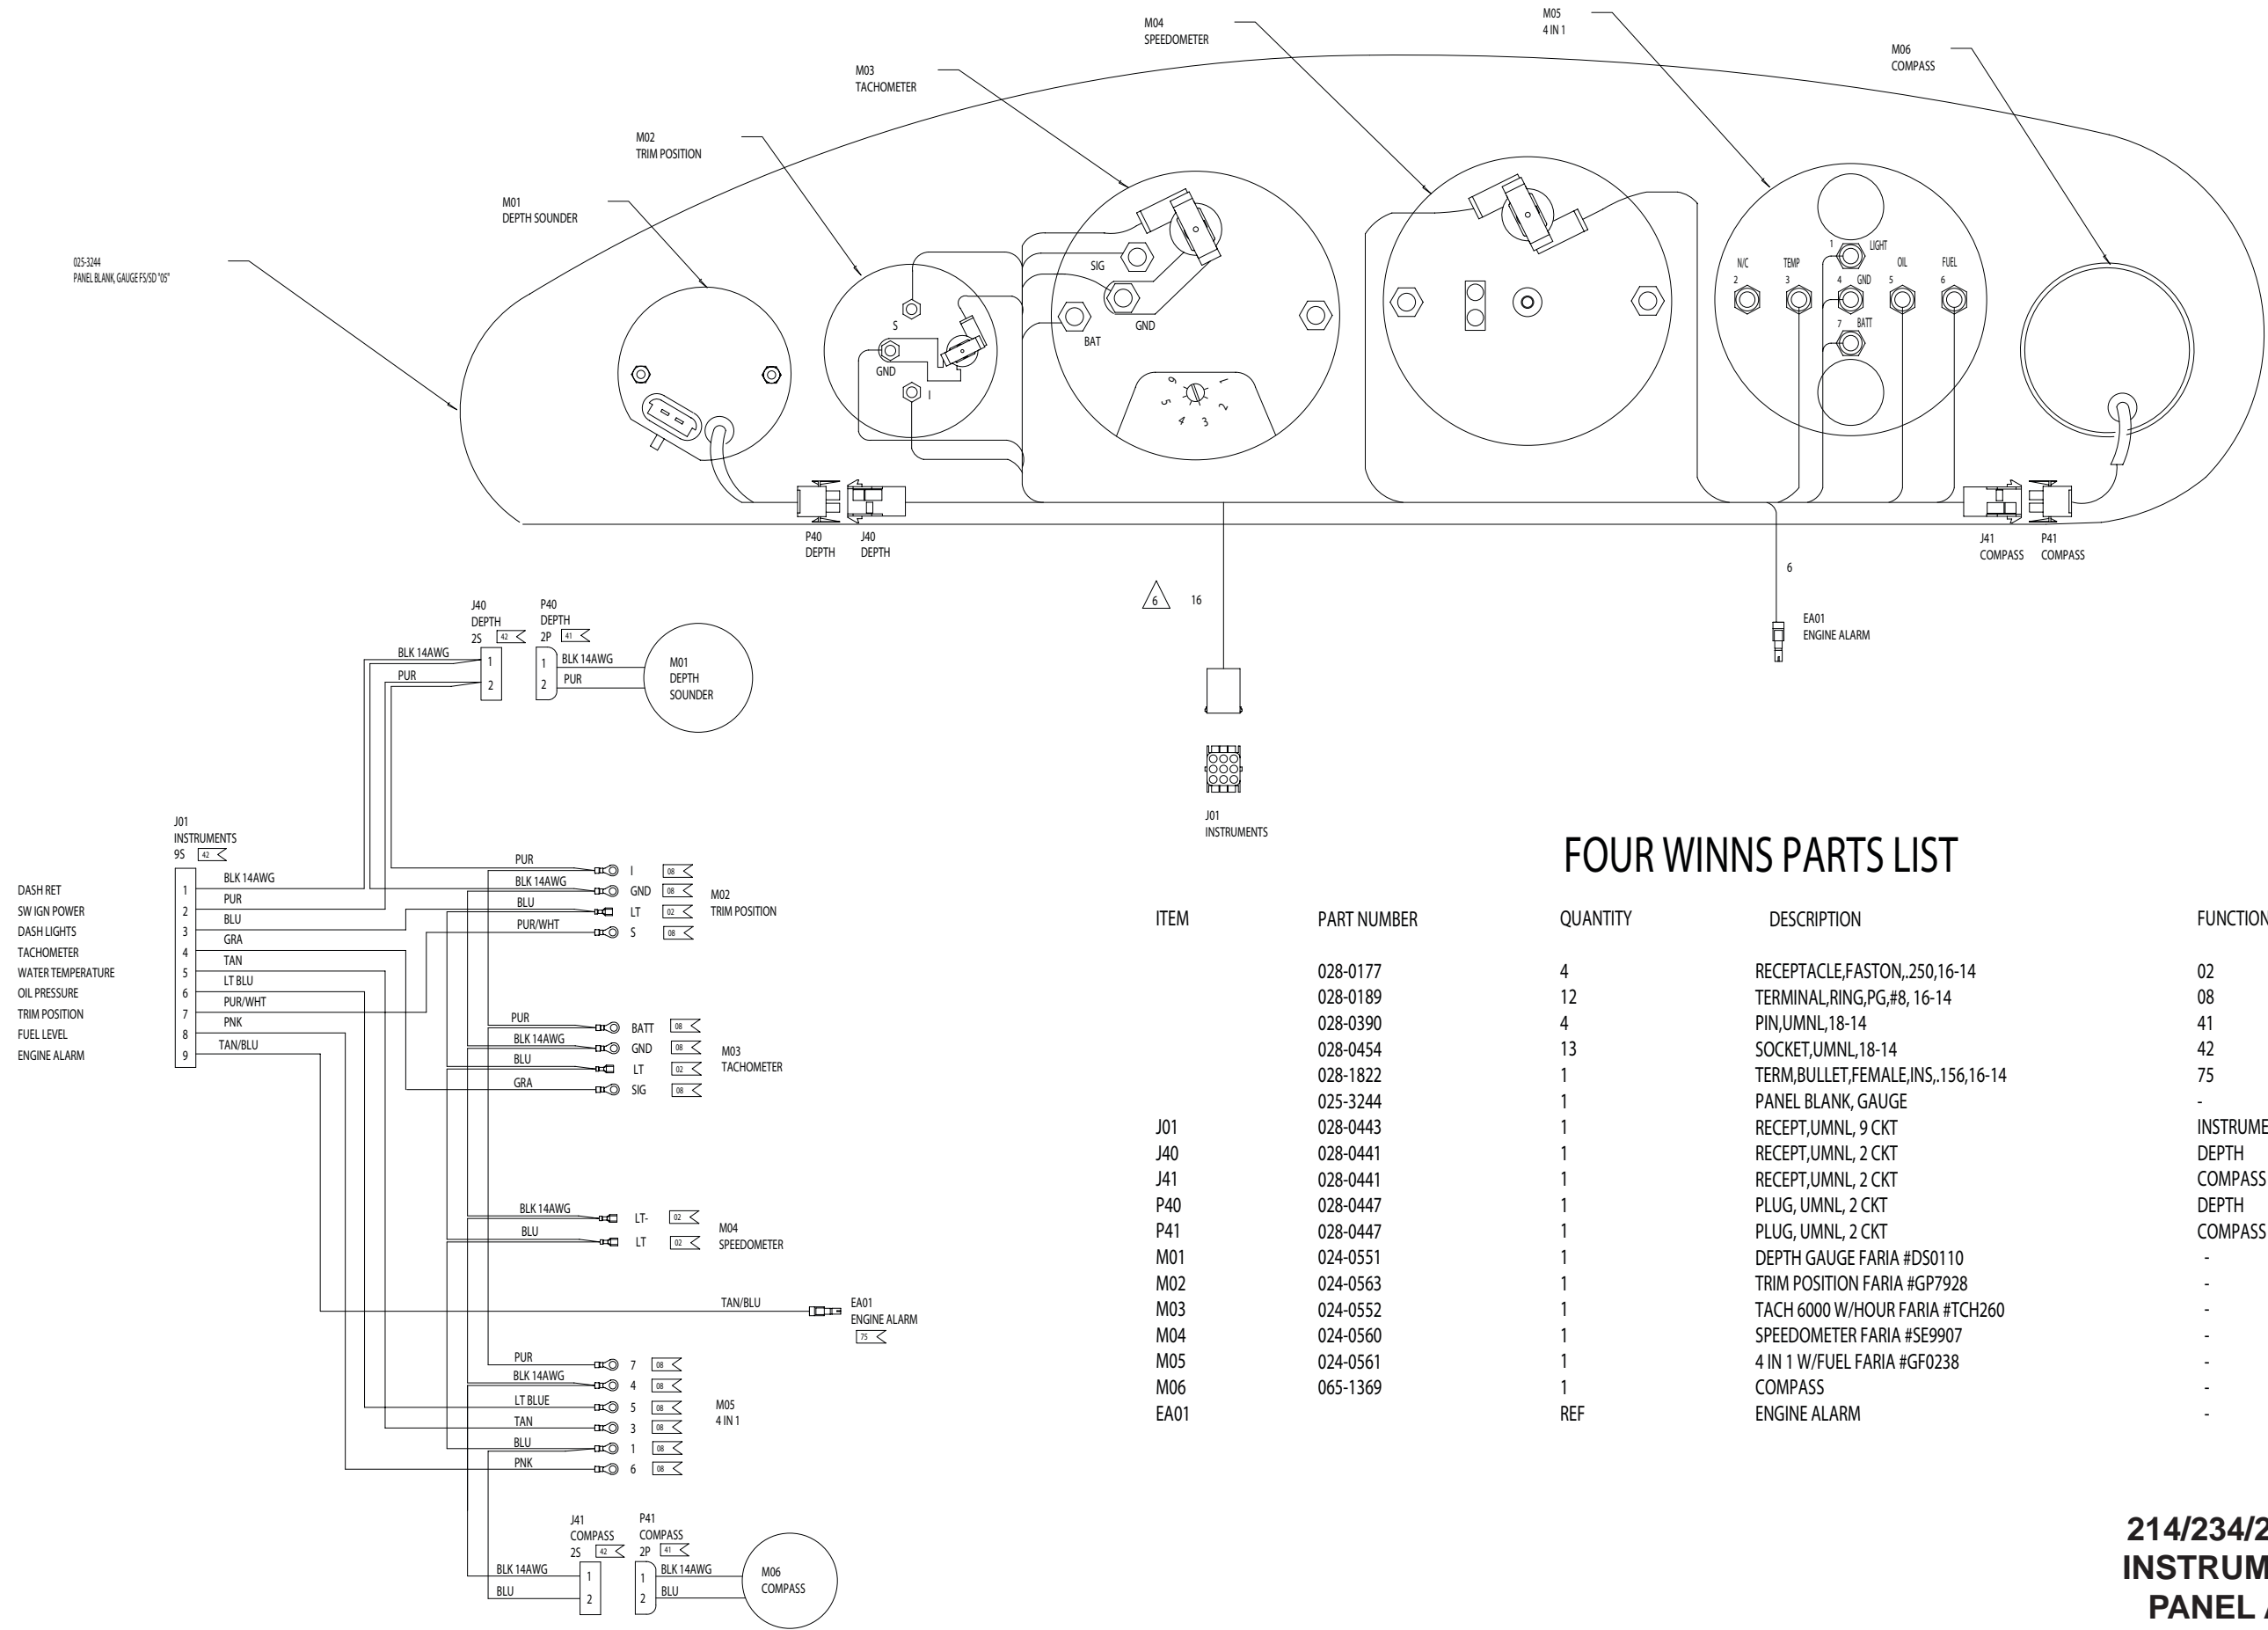 M04
SPEEDOMETER
M05
4 IN 1
M06
COMPASS
M03
TACHOMETER
M02
TRIM POSITION
M01
DEPTH SOUNDER
025-3244
PANEL BLANK, GAUGE FS/SD "05"
S
GND
I
SIG
GND
BAT
6
5
4
3
2
1
1
LIGHT
N/C
2
TEMP
3
4
GND
OIL
5
FUEL
6
7
BATT
P40
DEPTH
J40
DEPTH
J41
COMPASS
P41
COMPASS
6
16
6
EA01
ENGINE ALARM
J01
INSTRUMENTS
J40
DEPTH
2S 42
P40
DEPTH
2P 41
BLK 14AWG
PUR
1
2
1
2
BLK 14AWG
PUR
M01
DEPTH
SOUNDER
J01
INSTRUMENTS
9S 42
DASH RET 1 BLK 14AWG
SW IGN POWER 2 PUR
DASH LIGHTS 3 BLU
TACHOMETER 4 GRA
WATER TEMPERATURE 5 TAN
OIL PRESSURE 6 LT BLU
TRIM POSITION 7 PUR/WHT
FUEL LEVEL 8 PNK
ENGINE ALARM 9 TAN/BLU
PUR I 08
BLK 14AWG GND 08
BLU LT 02
PUR/WHT S 08
M02
TRIM POSITION
PUR BATT 08
BLK 14AWG GND 08
BLU LT 02
GRA SIG 08
M03
TACHOMETER
BLK 14AWG LT- 02
BLU LT 02
M04
SPEEDOMETER
TAN/BLU
EA01
ENGINE ALARM
75
PUR 7 08
BLK 14AWG 4 08
LT BLUE 5 08
TAN 3 08
BLU 1 08
PNK 6 08
M05
4 IN 1
J41
COMPASS
2S 42
P41
COMPASS
2P 41
BLK 14AWG
BLU
1
2
1
2
BLK 14AWG
BLU
M06
COMPASS
FOUR WINNS PARTS LIST
ITEM PART NUMBER QUANTITY DESCRIPTION FUNCTION
028-0177 4 RECEPTACLE,FASTON,.250,16-14 02
028-0189 12 TERMINAL,RING,PG,#8, 16-14 08
028-0390 4 PIN,UMNL,18-14 41
028-0454 13 SOCKET,UMNL,18-14 42
028-1822 1 TERM,BULLET,FEMALE,INS,.156,16-14 75
025-3244 1 PANEL BLANK, GAUGE -
J01 028-0443 1 RECEPT,UMNL, 9 CKT INSTRUME
J40 028-0441 1 RECEPT,UMNL, 2 CKT DEPTH
J41 028-0441 1 RECEPT,UMNL, 2 CKT COMPASS
P40 028-0447 1 PLUG, UMNL, 2 CKT DEPTH
P41 028-0447 1 PLUG, UMNL, 2 CKT COMPASS
M01 024-0551 1 DEPTH GAUGE FARIA #DS0110 -
M02 024-0563 1 TRIM POSITION FARIA #GP7928 -
M03 024-0552 1 TACH 6000 W/HOUR FARIA #TCH260 -
M04 024-0560 1 SPEEDOMETER FARIA #SE9907 -
M05 024-0561 1 4 IN 1 W/FUEL FARIA #GF0238 -
M06 065-1369 1 COMPASS -
EA01 REF ENGINE ALARM -
214/234/2
INSTRUM
PANEL A